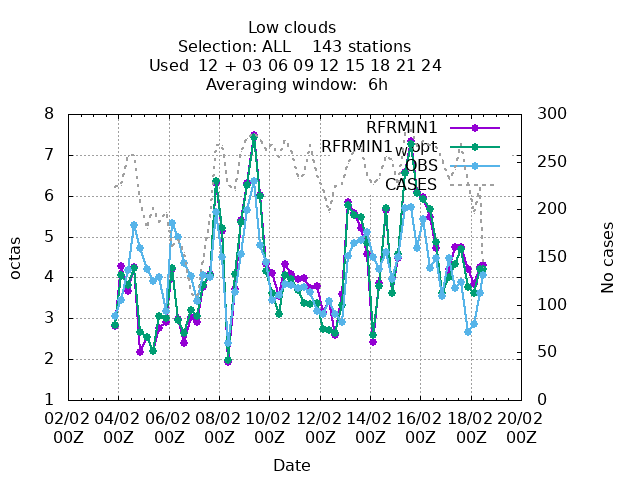 Low clouds
Selection: ALL    143 stations
Used  12 + 03 06 09 12 15 18 21 24
Averaging window:  6h
8
7
6
5
4
3
2
1
octas
300
250
200
150
100
50
0
No cases
RFRMIN1
RFRMIN1wopt
OBS
CASES
02/02 04/02 06/02 08/02 10/02 12/02 14/02 16/02 18/02 20/02
00Z 00Z 00Z 00Z 00Z 00Z 00Z 00Z 00Z 00Z
Date